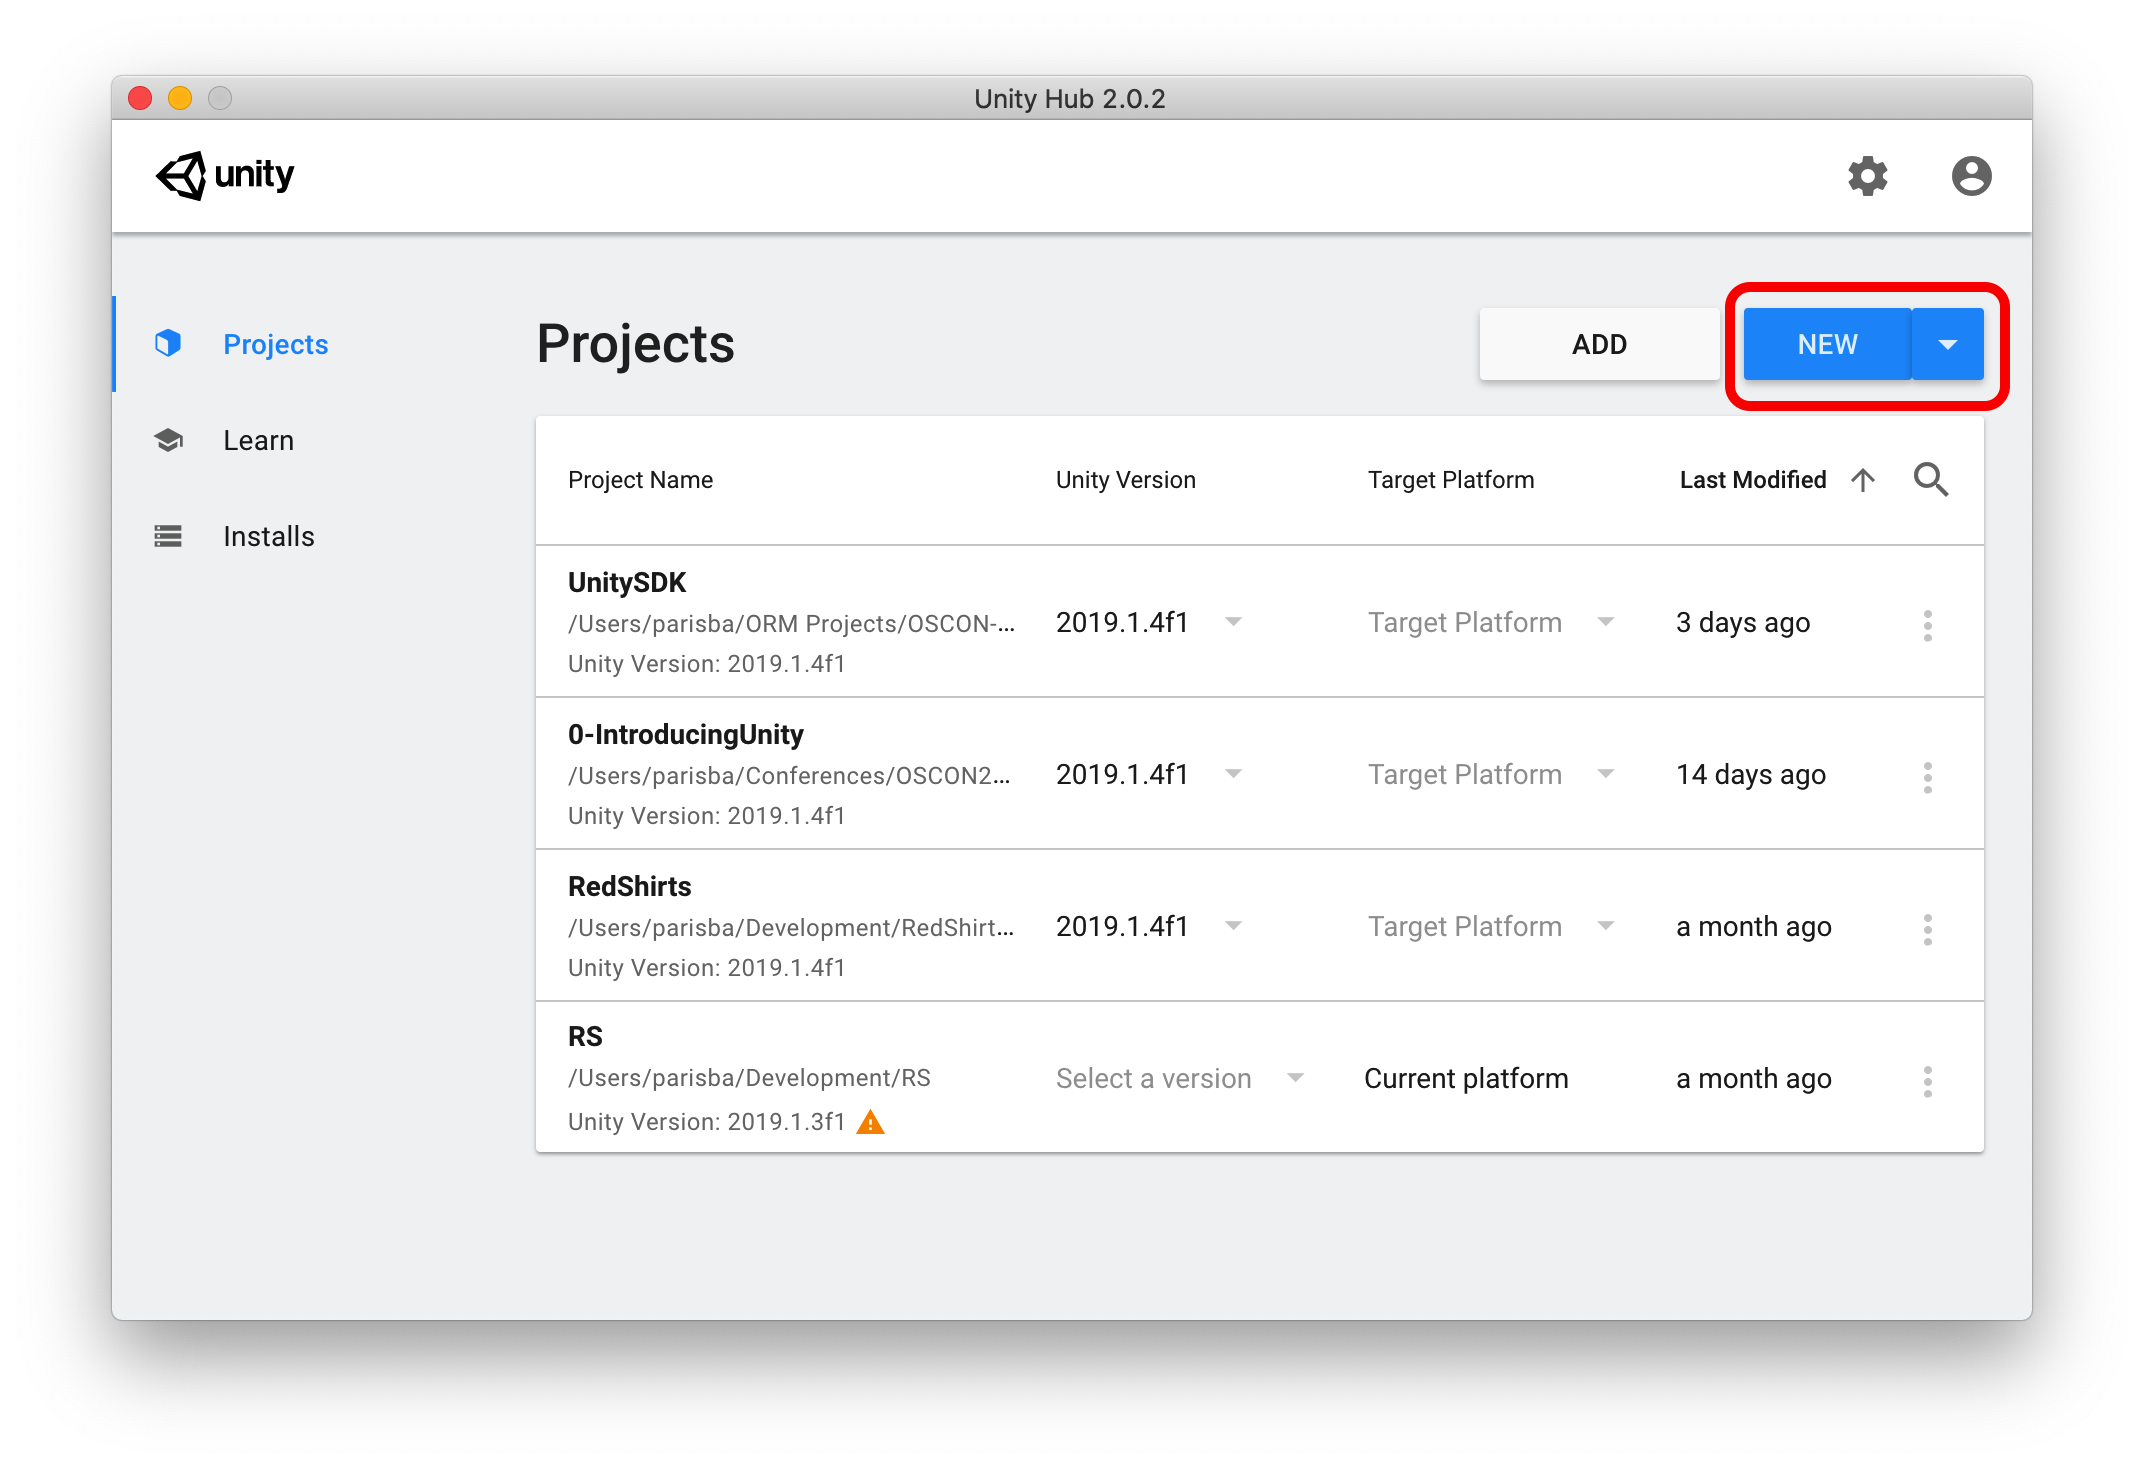 Unity Hub 2.0.2
unity
Projects
Learn
Installs
Projects
ADD
NEW
Project Name Unity Version Target Platform Last Modified
UnitySDK
/Users/parisba/ORM Projects/OSCON-...
Unity Version: 2019.1.4f1
2019.1.4f1 Target Platform 3 days ago
0-IntroducingUnity
/Users/parisba/Conferences/OSCON2...
Unity Version: 2019.1.4f1
2019.1.4f1 Target Platform 14 days ago
RedShirts
/Users/parisba/Development/RedShirt...
Unity Version: 2019.1.4f1
2019.1.4f1 Target Platform a month ago
RS
/Users/parisba/Development/RS
Unity Version: 2019.1.3f1
Select a version Current platform a month ago